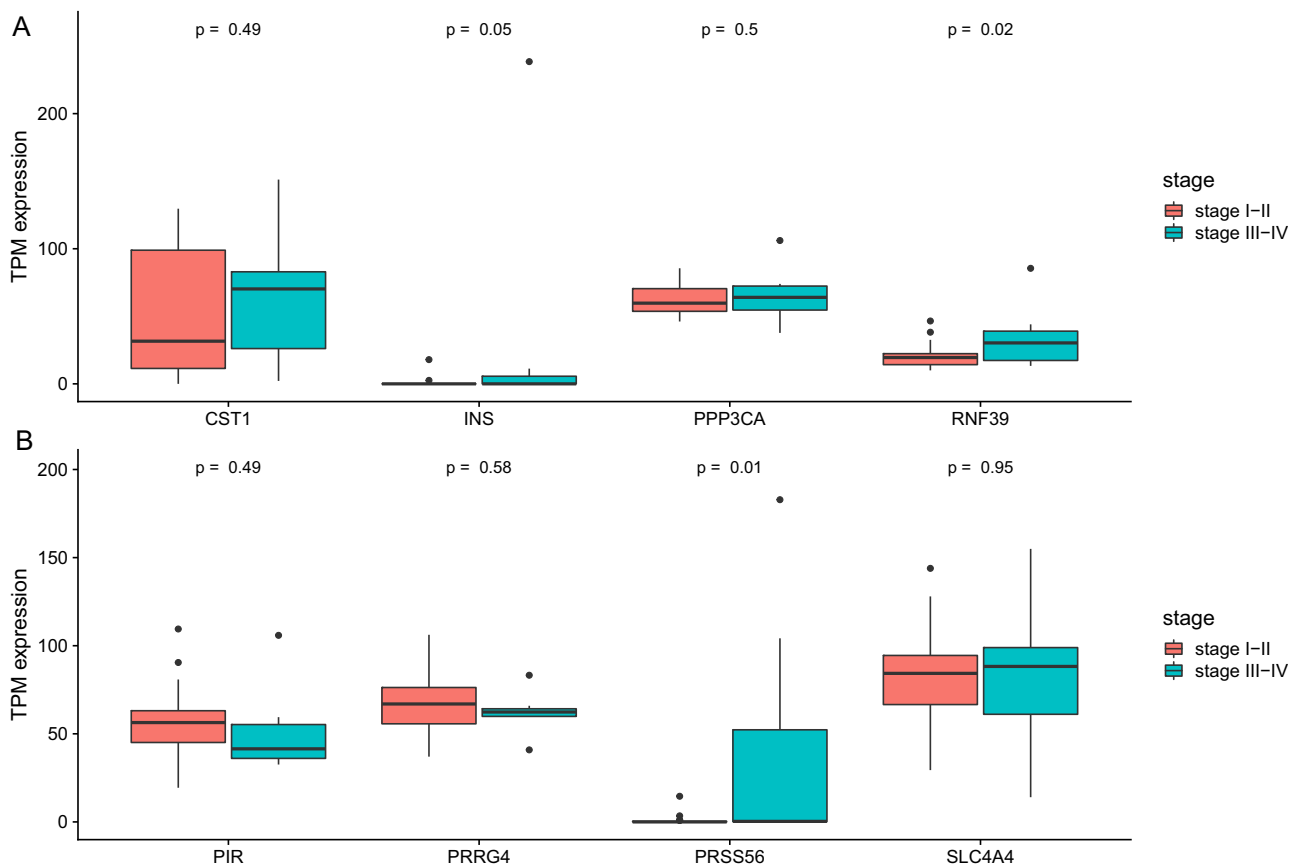 A
p = 0.49
p = 0.05
p = 0.5
p = 0.02
TPM expression
200
100
0
CST1
INS
PPP3CA
RNF39
stage
stage I−II
stage III−IV
B
p = 0.49
p = 0.58
p = 0.01
p = 0.95
TPM expression
200
150
100
50
0
PIR
PRRG4
PRSS56
SLC4A4
stage
stage I−II
stage III−IV